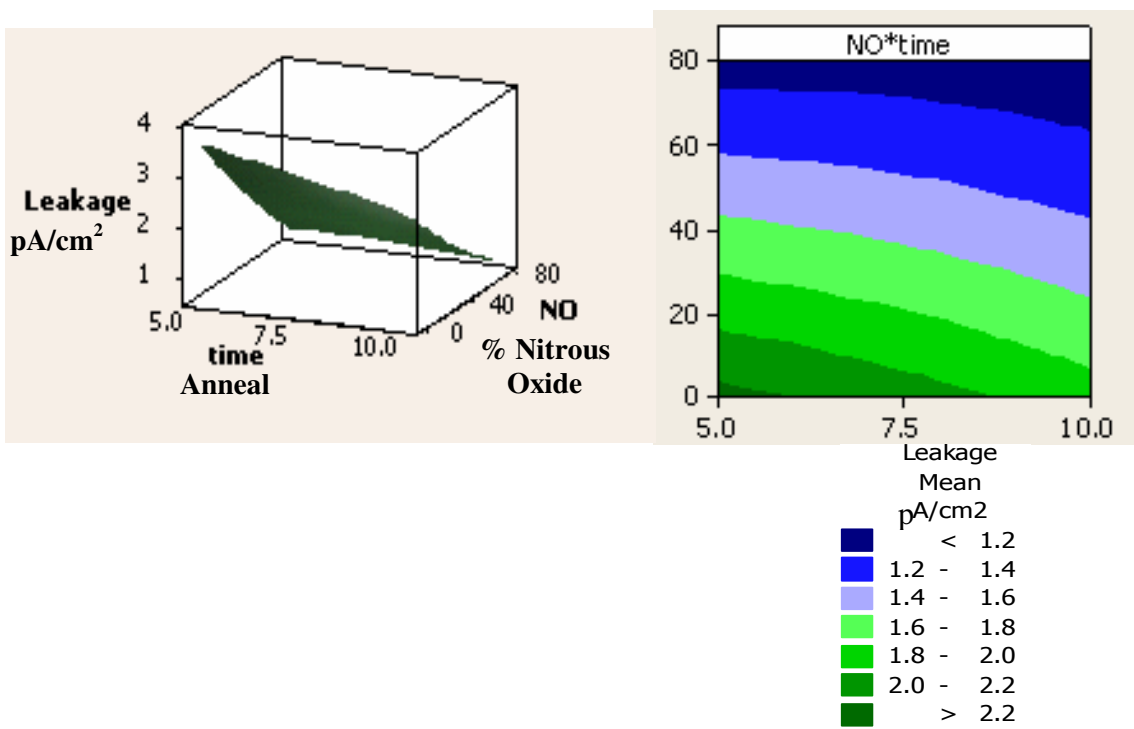 4
3
Leakage
2
pA/cm2
1
5.0
7.5
10.0
time
Anneal
0
40
80
NO
% Nitrous
Oxide
NO*time
80
60
40
20
0
5.0
7.5
10.0
Leakage
Mean
pA/cm2
< 1.2
1.2 - 1.4
1.4 - 1.6
1.6 - 1.8
1.8 - 2.0
2.0 - 2.2
> 2.2